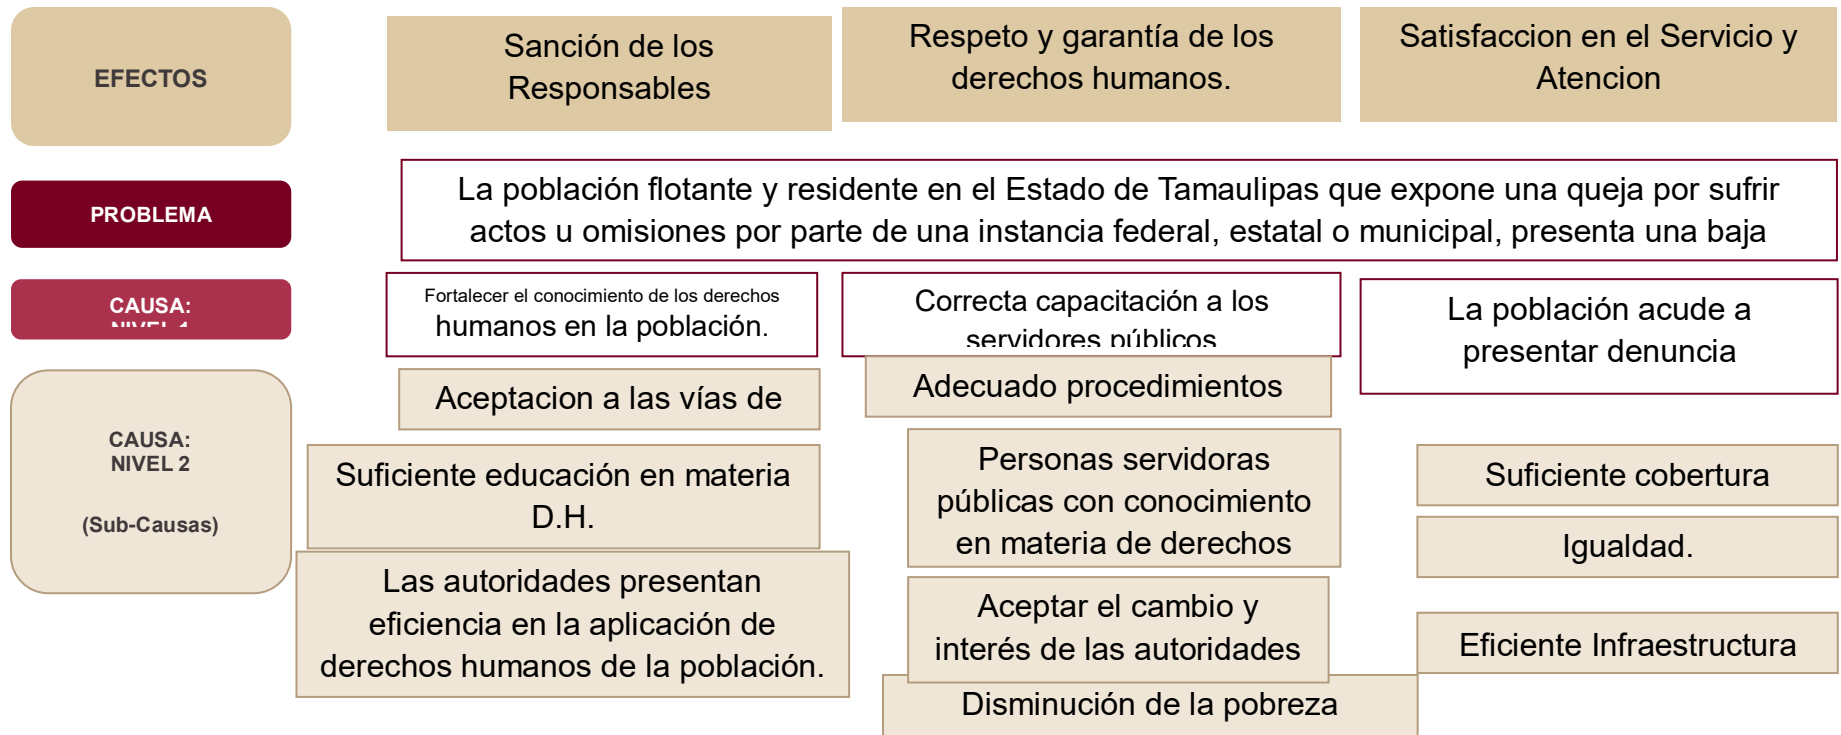 EFECTOS
Sanción de los
Responsables
Respeto y garantía de los
derechos humanos.
Satisfaccion en el Servicio y
Atencion
PROBLEMA
La población flotante y residente en el Estado de Tamaulipas que expone una queja por sufrir
actos u omisiones por parte de una instancia federal, estatal o municipal, presenta una baja
CAUSA:
NIVEL 1
Fortalecer el conocimiento de los derechos
humanos en la población.
Correcta capacitación a los
servidores públicos
La población acude a
presentar denuncia
CAUSA:
NIVEL 2
(Sub-Causas)
Aceptacion a las vías de
Suficiente educación en materia
D.H.
Las autoridades presentan
eficiencia en la aplicación de
derechos humanos de la población.
Adecuado procedimientos
Personas servidoras
públicas con conocimiento
en materia de derechos
Aceptar el cambio y
interés de las autoridades
Disminución de la pobreza
Suficiente cobertura
Igualdad.
Eficiente Infraestructura